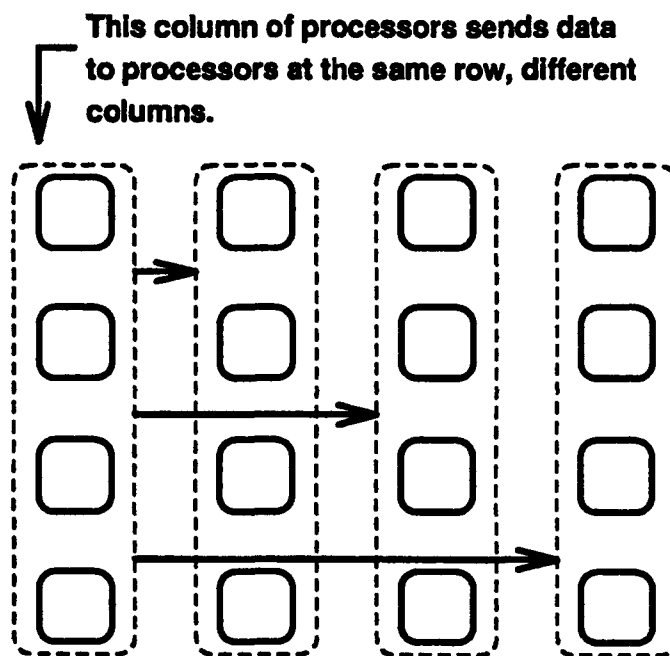 This column of processors sends data
to processors at the same row, different
columns.